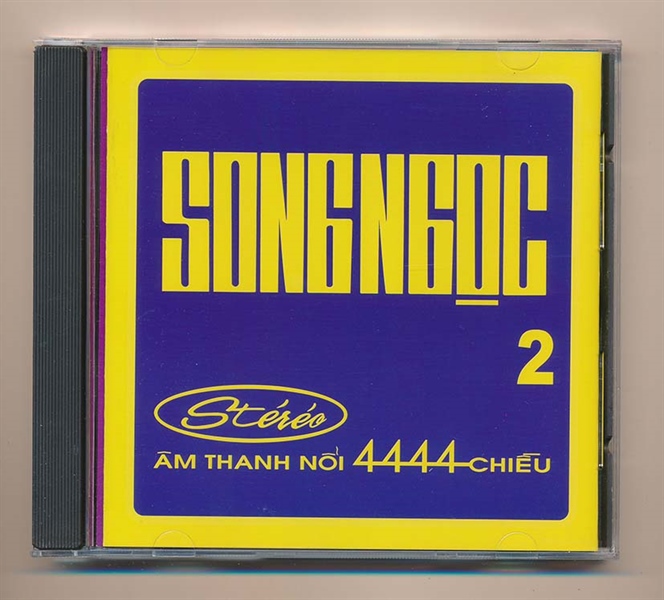 SONG NGỌC
2
Stéréo
ÂM THANH NỔI 4444 CHIỀU